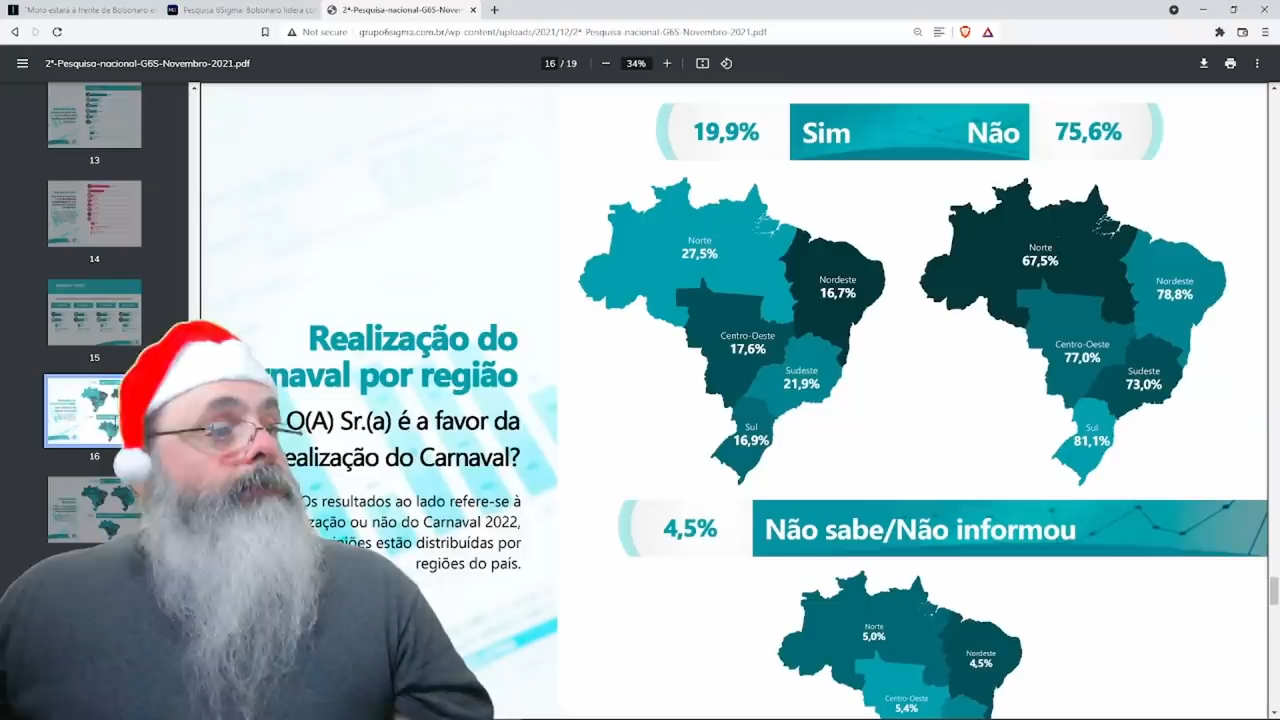 "Moro estará à frente de Bolsonaro e
Pesquisa 6Sigma: Bolsonaro lidera co
2ª-Pesquisa-nacional-G6S-Novem
Not secure
grupo6sigma.com.br/wp-content/uploads/2021/12/2ª-Pesquisa-nacional-G6S-Novembro-2021.pdf
2ª-Pesquisa-nacional-G6S-Novembro-2021.pdf
16 / 19
34%
13
14
15
16
19,9% Sim Não 75,6%
Norte
27,5%
Nordeste
16,7%
Centro-Oeste
17,6%
Sudeste
21,9%
Sul
16,9%
Norte
67,5%
Nordeste
78,8%
Centro-Oeste
77,0%
Sudeste
73,0%
Sul
81,1%
Realização do
naval por região
O(A) Sr.(a) é a favor da
ealização do Carnaval?
Os resultados ao lado refere-se à
zação ou não do Carnaval 2022,
niões estão distribuídas por
regiões do país.
4,5% Não sabe/Não informou
Norte
5,0%
Nordeste
4,5%
Centro-Oeste
5,4%